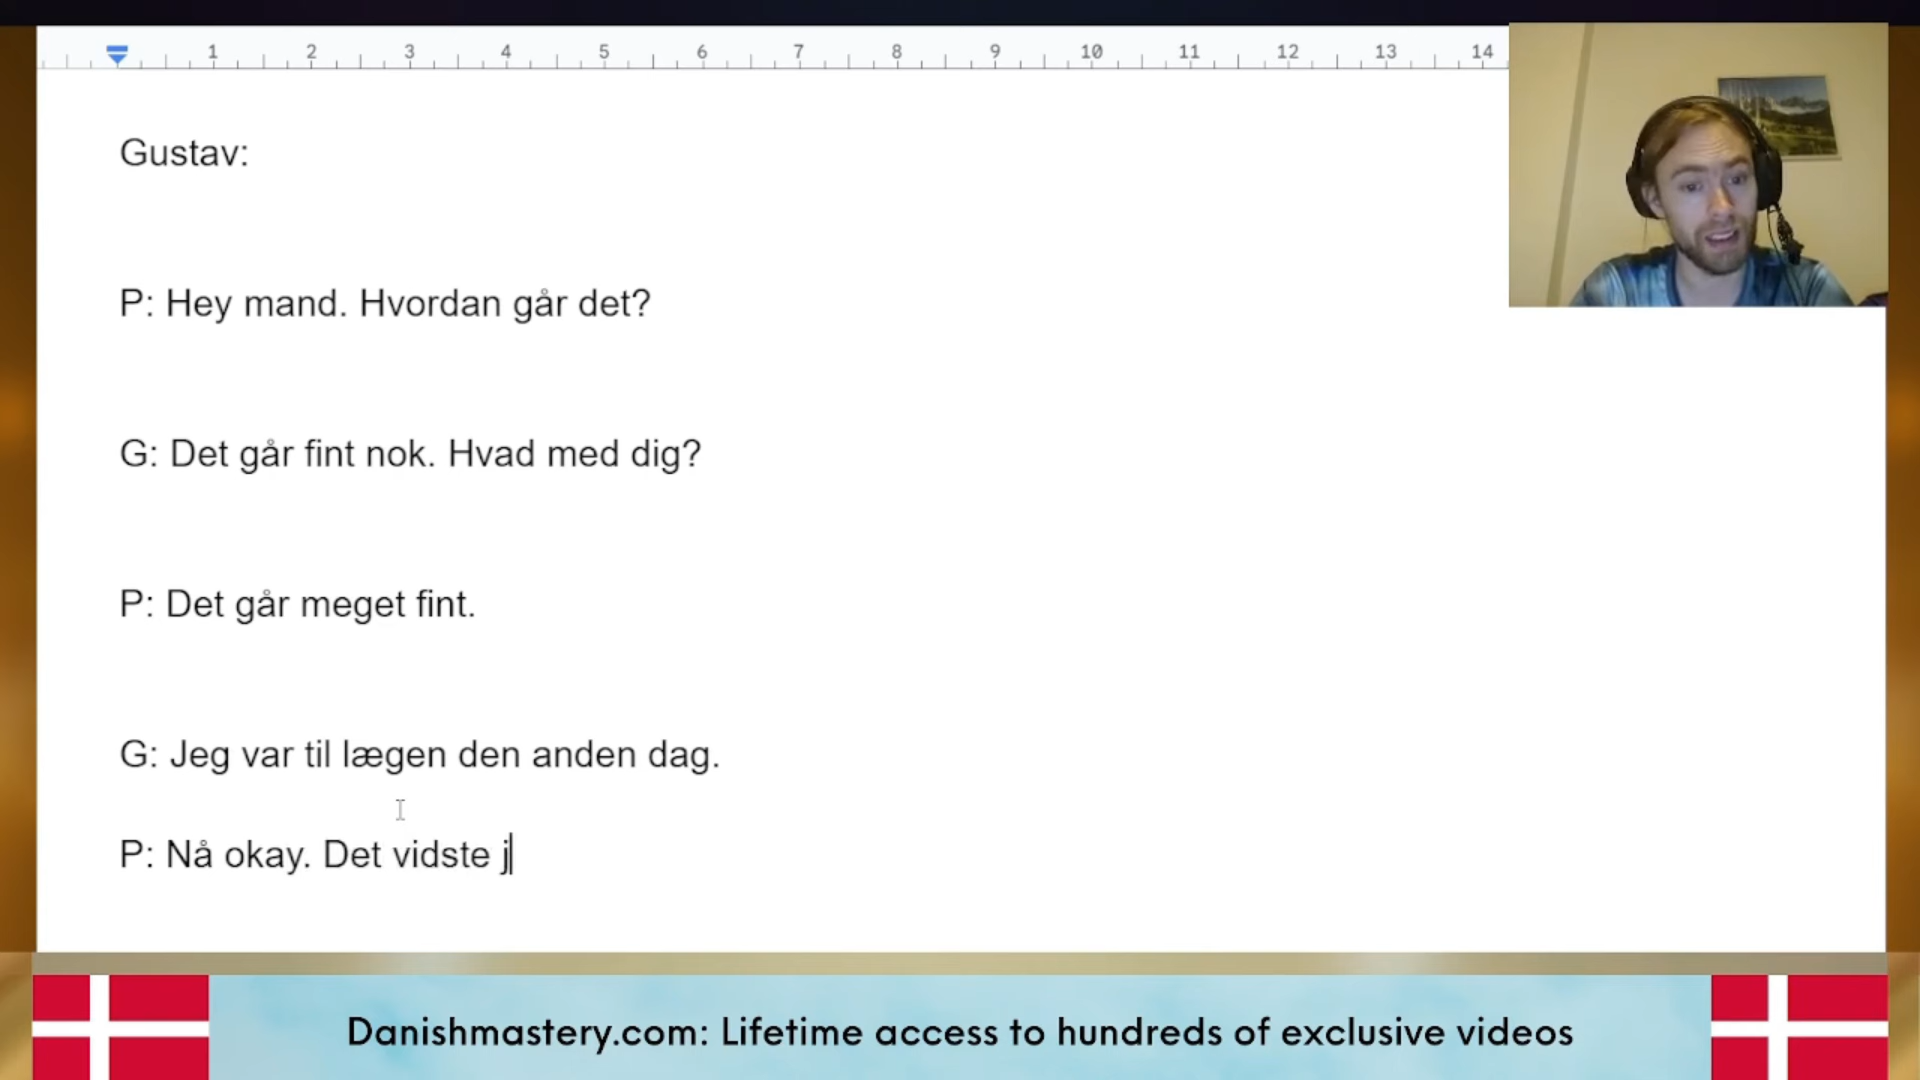 1 2 3 4 5 6 7 8 9 10 11 12 13 14
Gustav:
P: Hey mand. Hvordan går det?
G: Det går fint nok. Hvad med dig?
P: Det går meget fint.
G: Jeg var til lægen den anden dag.
P: Nå okay. Det vidste j
Danishmastery.com: Lifetime access to hundreds of exclusive videos